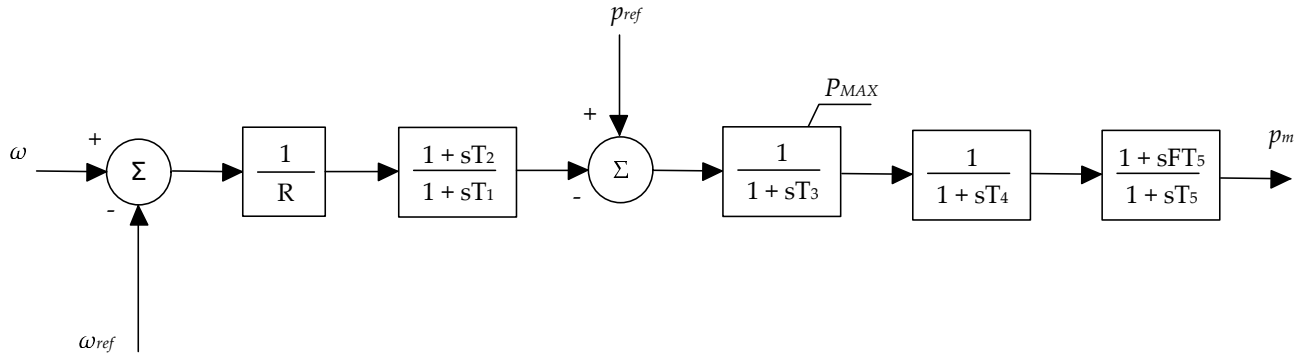 p_ref
P_MAX
+
+
ω
Σ
1
R
1 + sT₂
1 + sT₁
Σ
1
1 + sT₃
1
1 + sT₄
1 + sFT₅
1 + sT₅
p_m
-
-
ω_ref